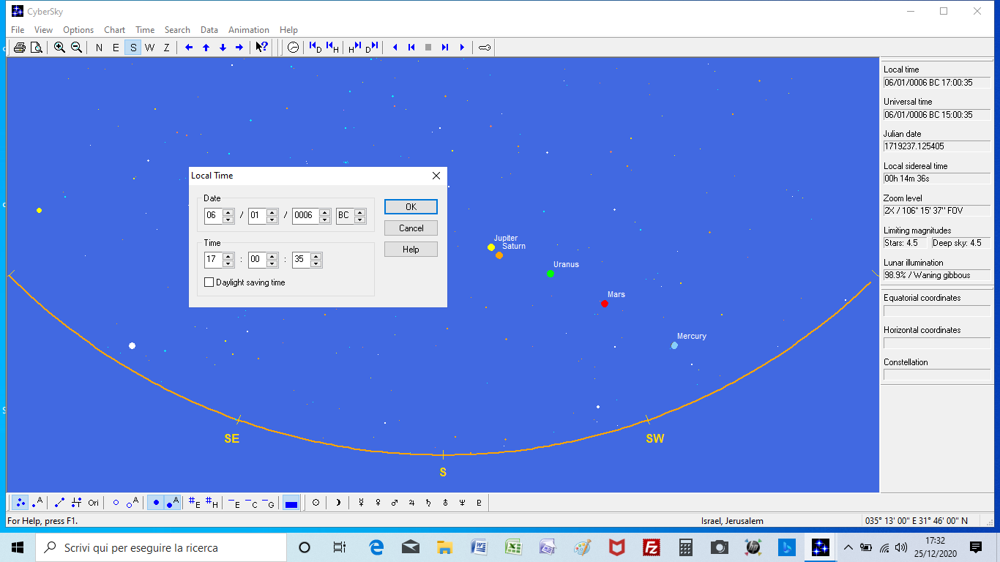 CyberSky
File View Options Chart Time Search Data Animation Help
N E S W Z ? D H H D
Local Time
Date
06 / 01 / 0006 BC
Time
17 : 00 : 35
Daylight saving time
OK
Cancel
Help
Jupiter
Saturn
Uranus
Mars
Mercury
SE
S
SW
Local time
06/01/0006 BC 17:00:35
Universal time
06/01/0006 BC 15:00:35
Julian date
1719237.125405
Local sidereal time
00h 14m 36s
Zoom level
2X / 106° 15' 37" FOV
Limiting magnitudes
Stars: 4.5 Deep sky: 4.5
Lunar illumination
98.9% / Waning gibbous
Equatorial coordinates
Horizontal coordinates
Constellation
A Ori A A #E #H E C G ☉ ☽ ☿ ♀ ♂ ♃ ♄ ♅ ♆ ♇
For Help, press F1.
Israel, Jerusalem
035° 13' 00" E 31° 46' 00" N
Scrivi qui per eseguire la ricerca
17:32
25/12/2020